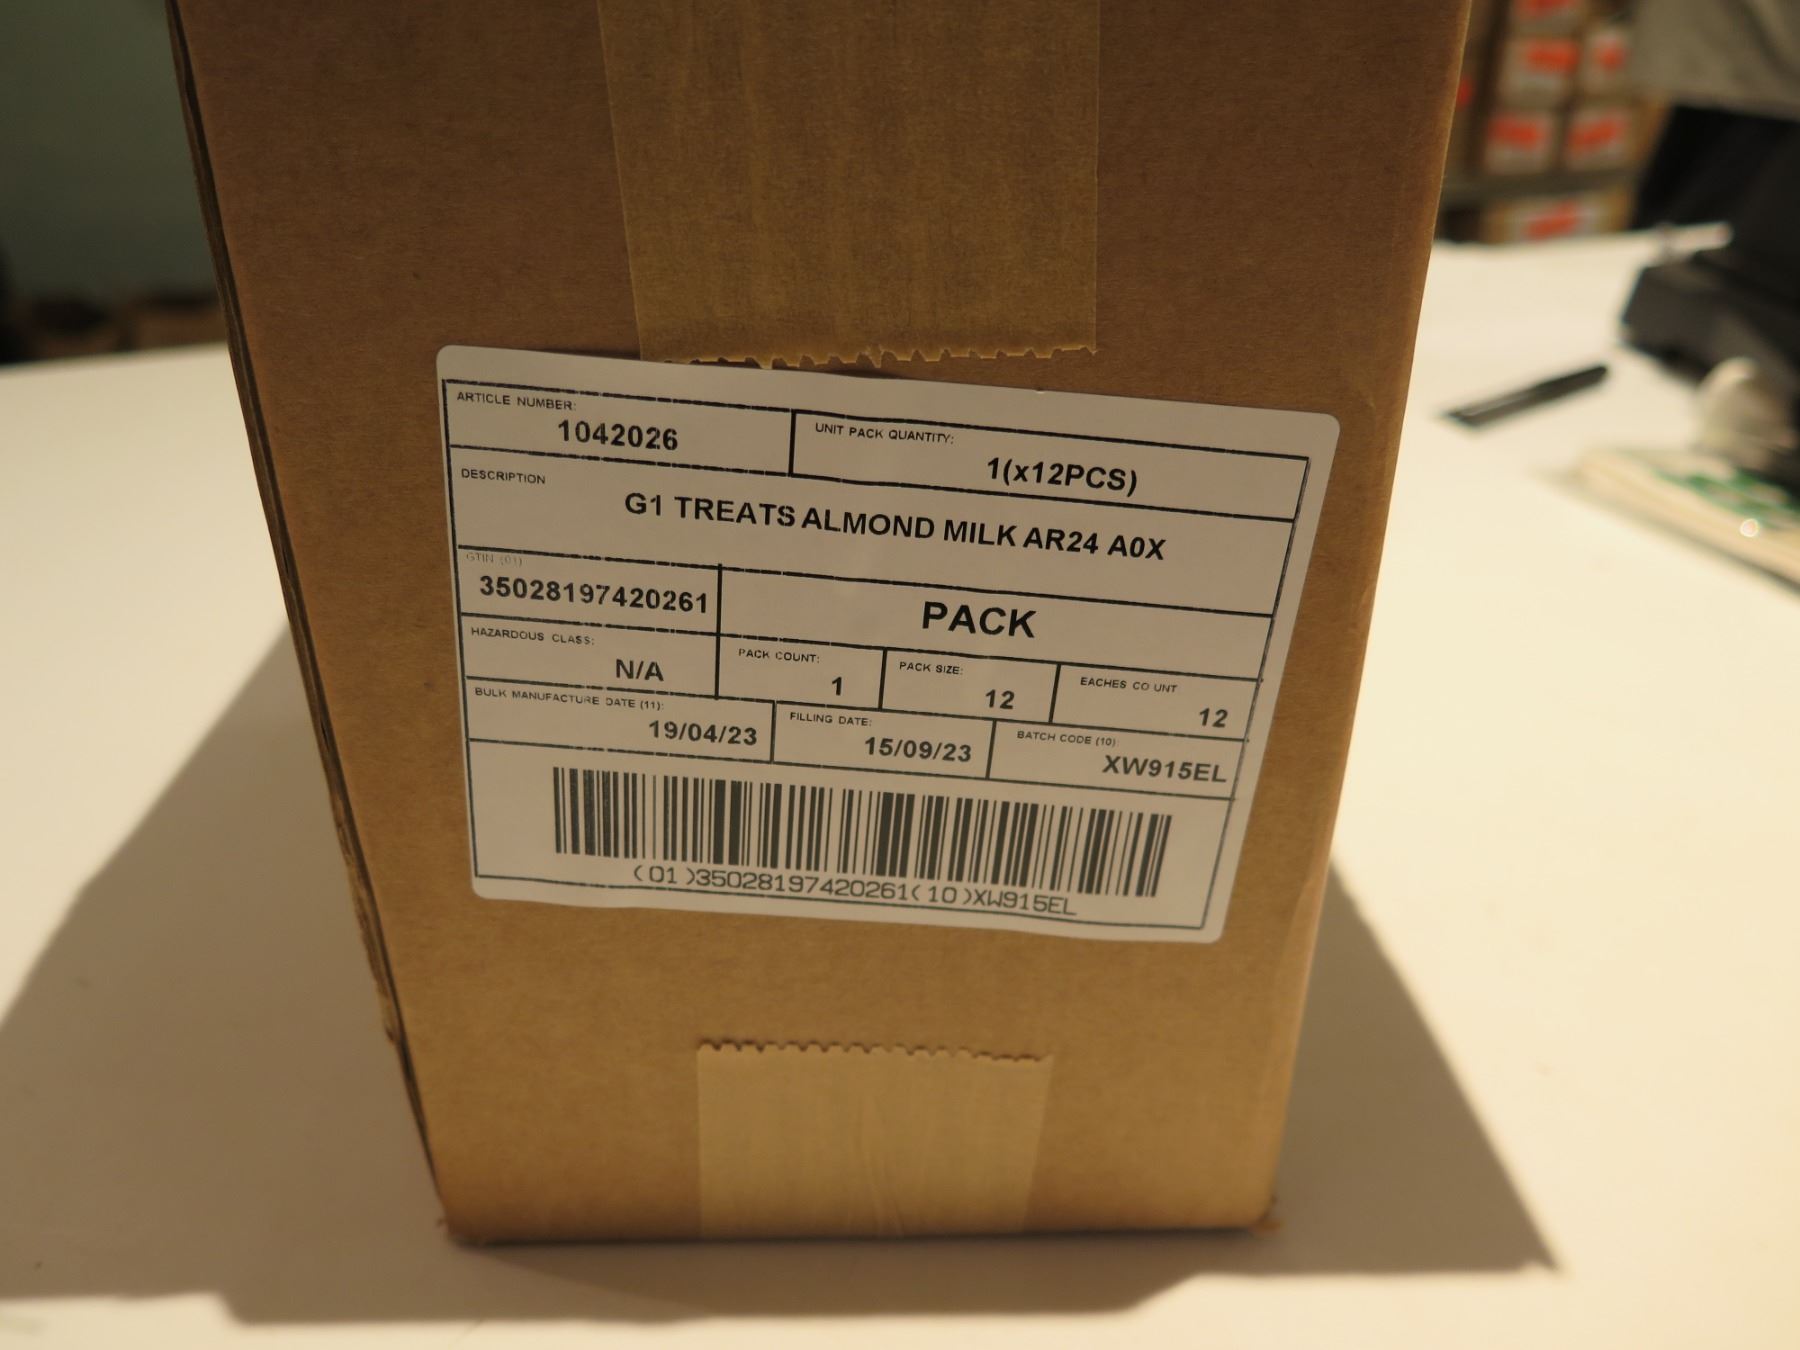 ARTICLE NUMBER:
1042026
UNIT PACK QUANTITY:
1(x12PCS)
DESCRIPTION
G1 TREATS ALMOND MILK AR24 A0X
GTIN (01)
35028197420261
PACK
HAZARDOUS CLASS:
N/A
PACK COUNT:
1
PACK SIZE:
12
EACHES CO UNT
12
BULK MANUFACTURE DATE (11):
19/04/23
FILLING DATE:
15/09/23
BATCH CODE (10):
XW915EL
(01)35028197420261(10)XW915EL